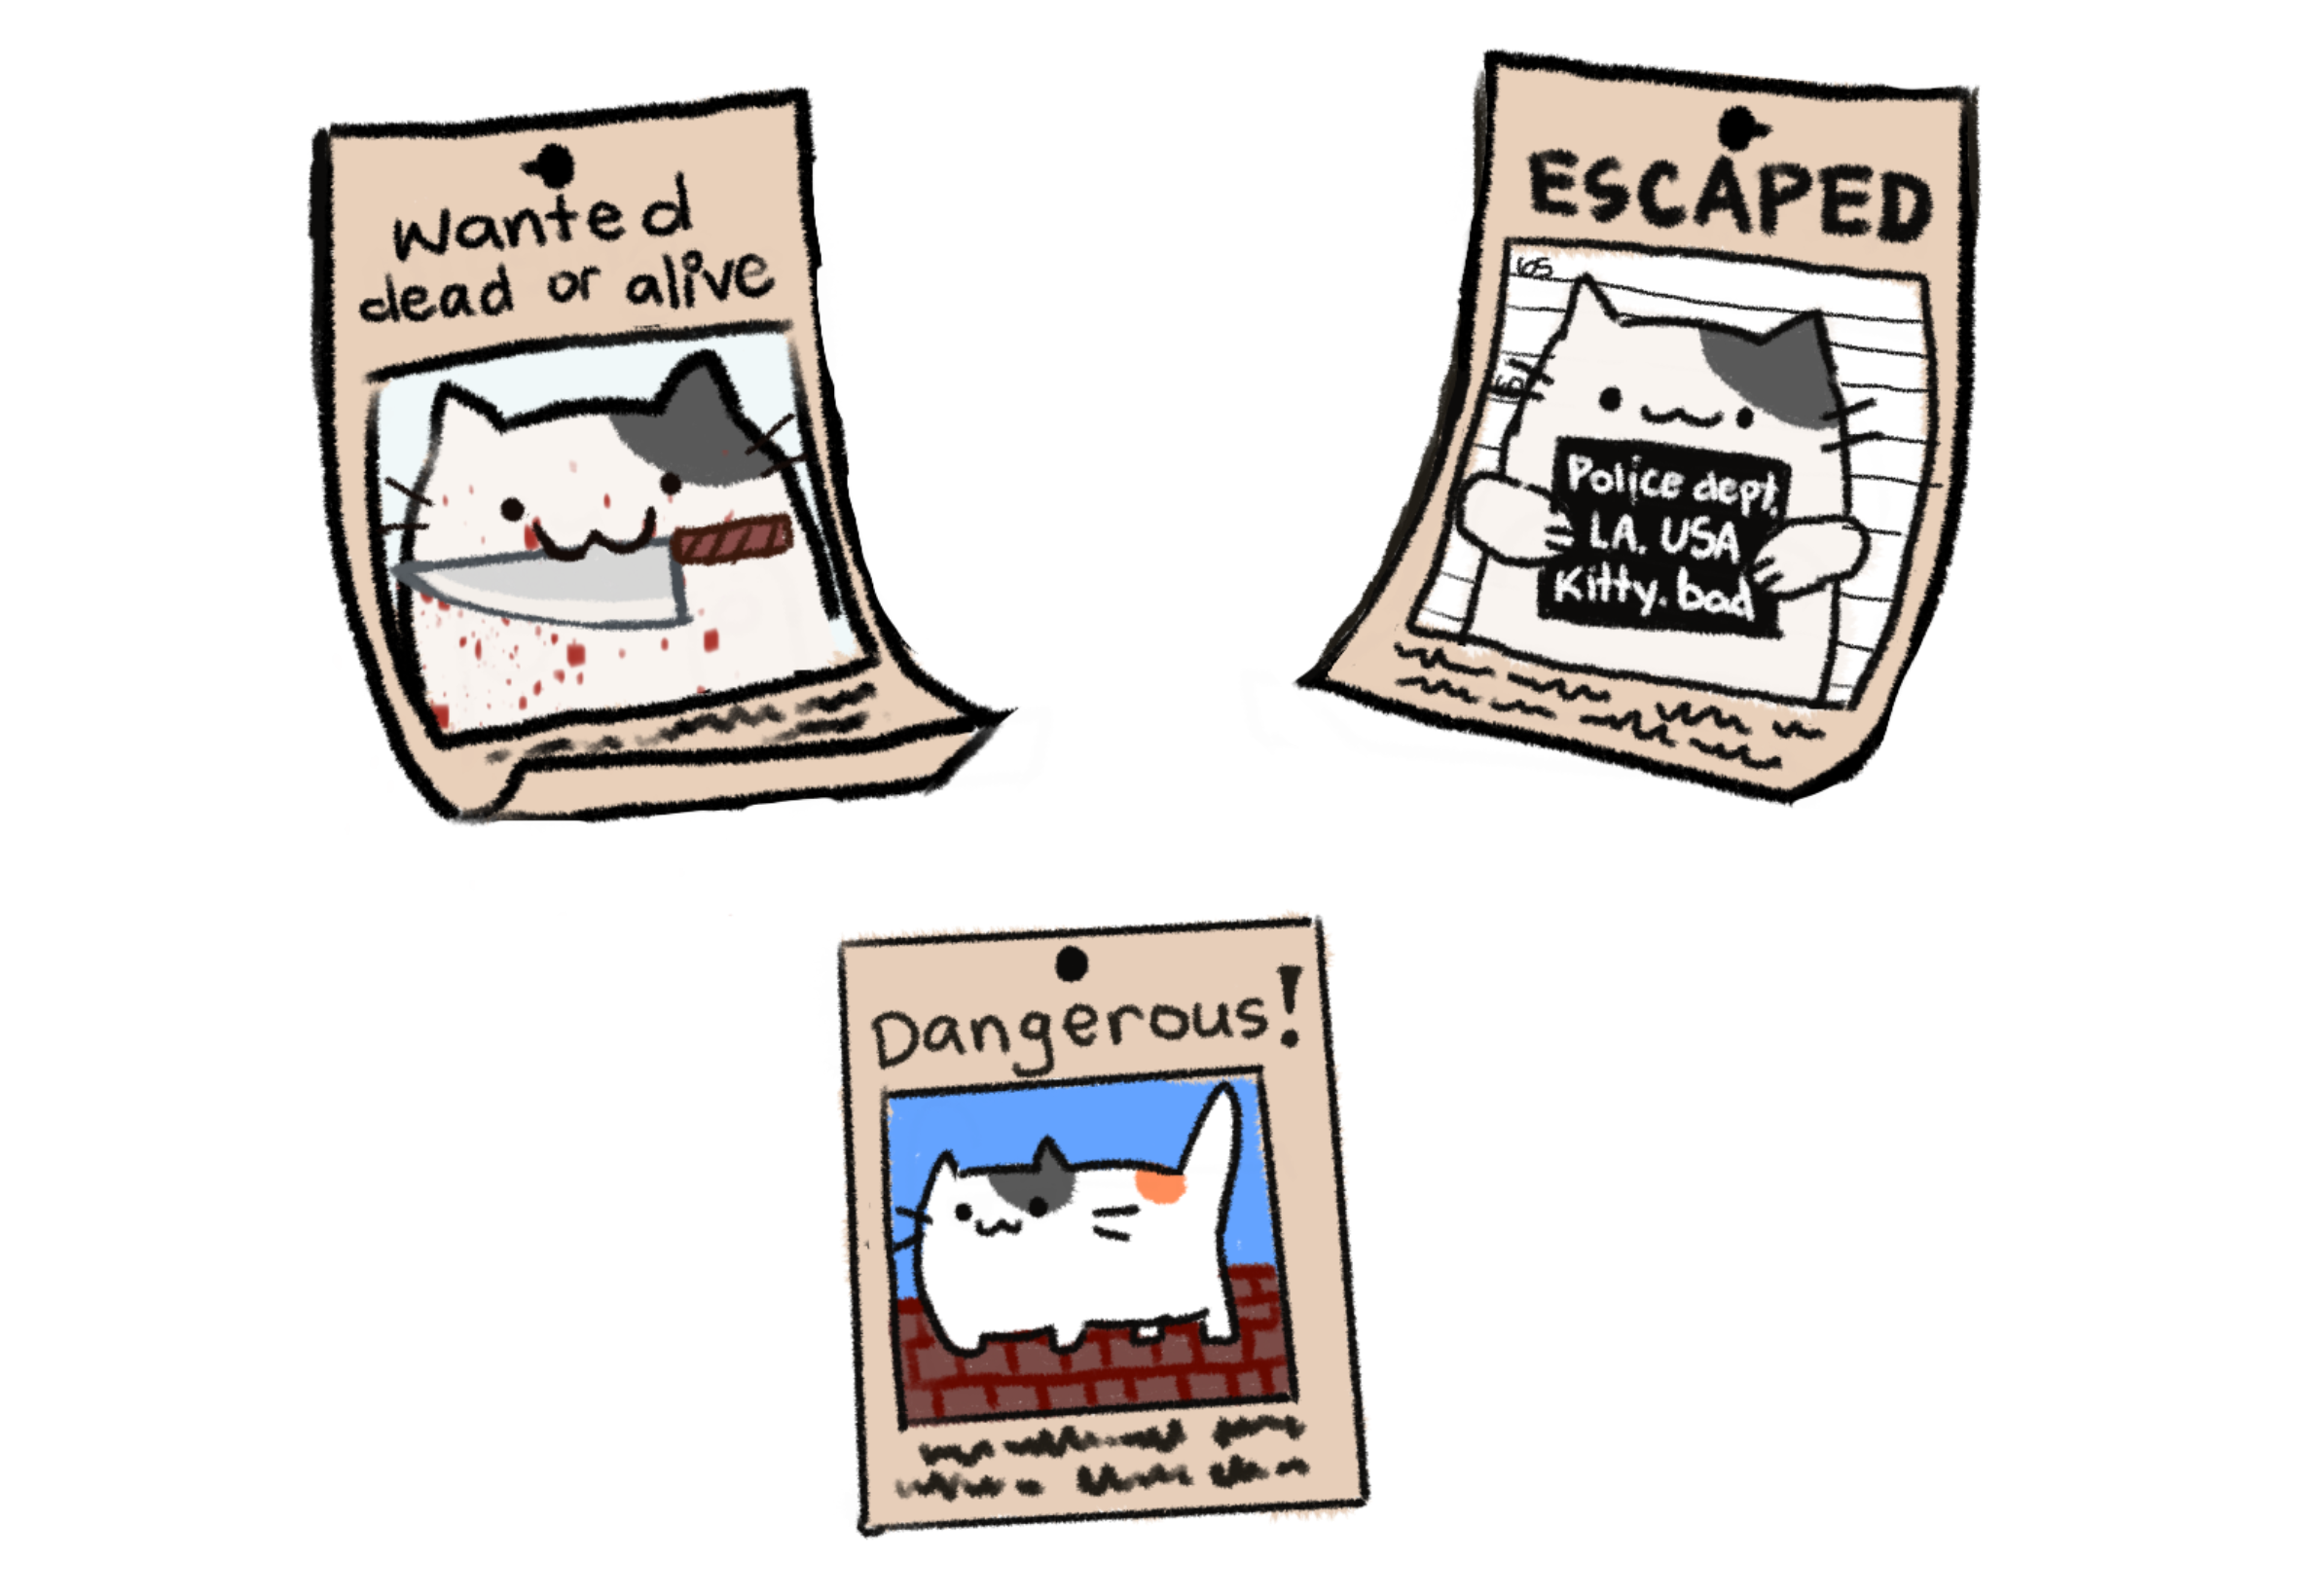 Wanted
dead or alive
ESCAPED
Police dept.
LA. USA
Kitty. bad
Dangerous!